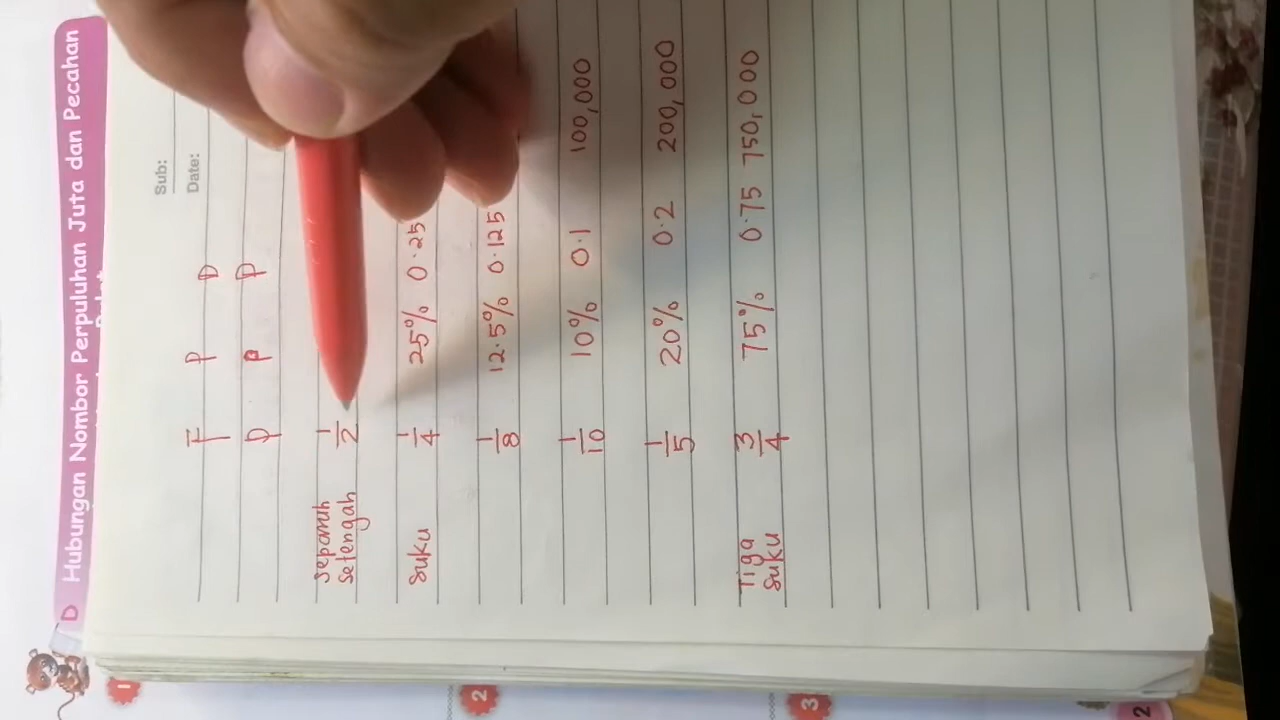 D Hubungan Nombor Perpuluhan Juta dan Pecahan
Sub:
Date:
F P D
P P P
separuh
setengah 1/2
suku 1/4 25% 0.25
1/8 12.5% 0.125
1/10 10% 0.1 100,000
1/5 20% 0.2 200,000
Tiga
suku 3/4 75% 0.75 750,000
1
2
3
2